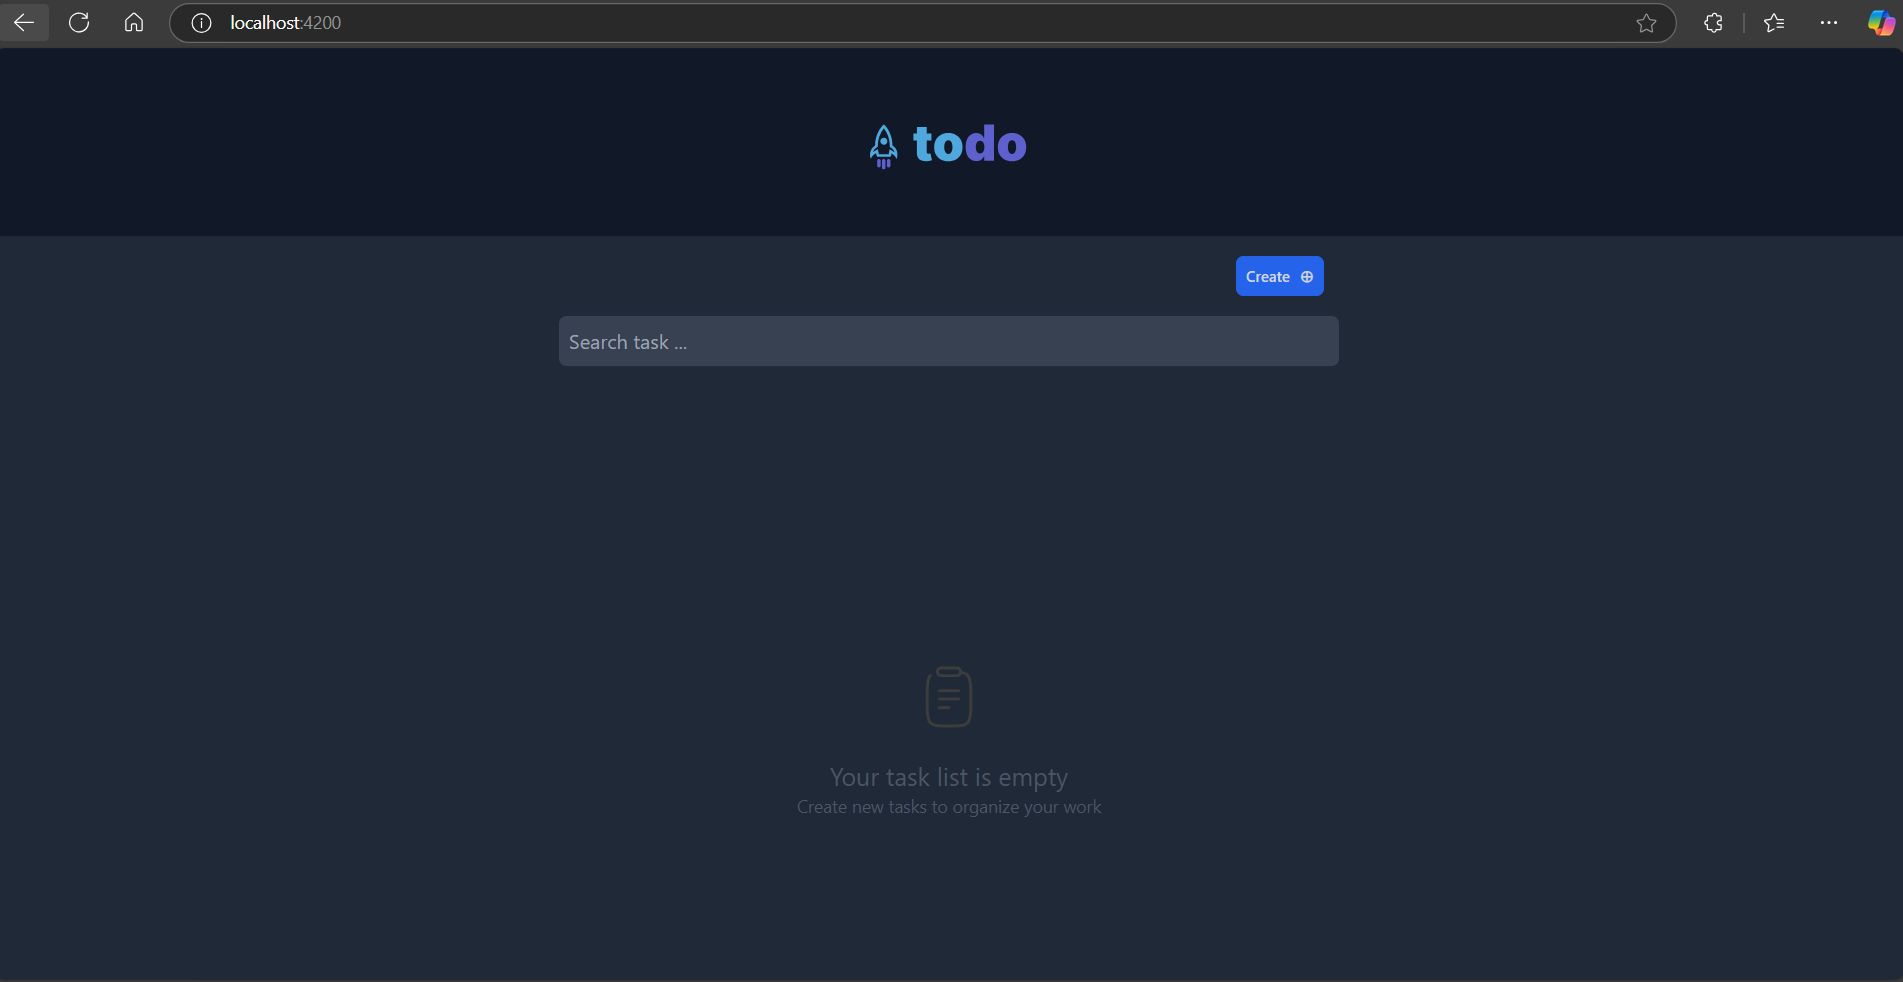 localhost:4200
todo
Create
Search task ...
Your task list is empty
Create new tasks to organize your work